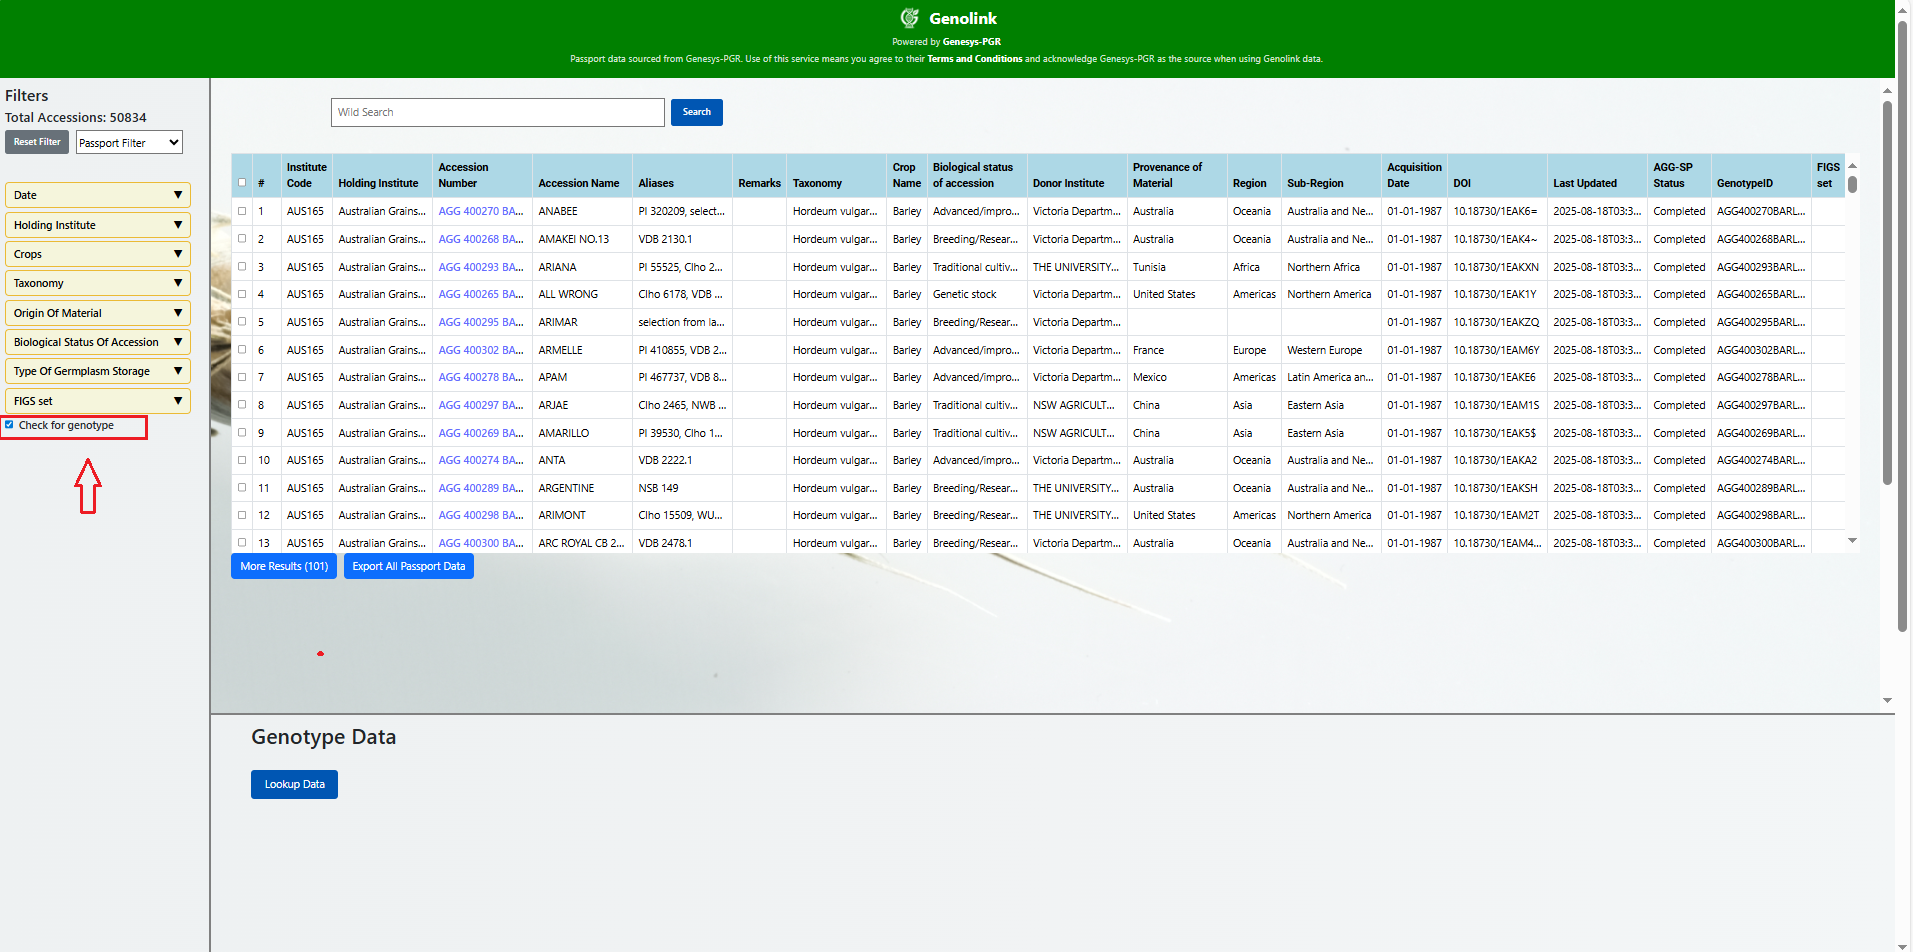 Genolink
Powered by Genesys-PGR
Passport data sourced from Genesys-PGR. Use of this service means you agree to their Terms and Conditions and acknowledge Genesys-PGR as the source when using Genolink data.
Filters
Total Accessions: 50834
Reset Filter Passport Filter
Date
Holding Institute
Crops
Taxonomy
Origin Of Material
Biological Status Of Accession
Type Of Germplasm Storage
FIGS set
Check for genotype
Wild Search Search
# Institute Code Holding Institute Accession Number Accession Name Aliases Remarks Taxonomy Crop Name Biological status of accession Donor Institute Provenance of Material Region Sub-Region Acquisition Date DOI Last Updated AGG-SP Status GenotypeID FIGS set
1 AUS165 Australian Grains... AGG 400270 BA... ANABEE PI 320209, select... Hordeum vulgar... Barley Advanced/impro... Victoria Departm... Australia Oceania Australia and Ne... 01-01-1987 10.18730/1EAK6= 2025-08-18T03:3... Completed AGG400270BARL...
2 AUS165 Australian Grains... AGG 400268 BA... AMAKEI NO.13 VDB 2130.1 Hordeum vulgar... Barley Breeding/Resear... Victoria Departm... Australia Oceania Australia and Ne... 01-01-1987 10.18730/1EAK4~ 2025-08-18T03:3... Completed AGG400268BARL...
3 AUS165 Australian Grains... AGG 400293 BA... ARIANA PI 55525, CIho 2... Hordeum vulgar... Barley Traditional cultiv... THE UNIVERSITY... Tunisia Africa Northern Africa 01-01-1987 10.18730/1EAKXN 2025-08-18T03:3... Completed AGG400293BARL...
4 AUS165 Australian Grains... AGG 400265 BA... ALL WRONG CIho 6178, VDB ... Hordeum vulgar... Barley Genetic stock Victoria Departm... United States Americas Northern America 01-01-1987 10.18730/1EAK1Y 2025-08-18T03:3... Completed AGG400265BARL...
5 AUS165 Australian Grains... AGG 400295 BA... ARIMAR selection from la... Hordeum vulgar... Barley Breeding/Resear... Victoria Departm... 01-01-1987 10.18730/1EAKZQ 2025-08-18T03:3... Completed AGG400295BARL...
6 AUS165 Australian Grains... AGG 400302 BA... ARMELLE PI 410855, VDB 2... Hordeum vulgar... Barley Advanced/impro... Victoria Departm... France Europe Western Europe 01-01-1987 10.18730/1EAM6Y 2025-08-18T03:3... Completed AGG400302BARL...
7 AUS165 Australian Grains... AGG 400278 BA... APAM PI 467737, VDB 8... Hordeum vulgar... Barley Advanced/impro... Victoria Departm... Mexico Americas Latin America an... 01-01-1987 10.18730/1EAKE6 2025-08-18T03:3... Completed AGG400278BARL...
8 AUS165 Australian Grains... AGG 400297 BA... ARJAE CIho 2465, NWB ... Hordeum vulgar... Barley Traditional cultiv... NSW AGRICULT... China Asia Eastern Asia 01-01-1987 10.18730/1EAM1S 2025-08-18T03:3... Completed AGG400297BARL...
9 AUS165 Australian Grains... AGG 400269 BA... AMARILLO PI 39530, CIho 1... Hordeum vulgar... Barley Traditional cultiv... NSW AGRICULT... China Asia Eastern Asia 01-01-1987 10.18730/1EAK5$ 2025-08-18T03:3... Completed AGG400269BARL...
10 AUS165 Australian Grains... AGG 400274 BA... ANTA VDB 2222.1 Hordeum vulgar... Barley Advanced/impro... Victoria Departm... Australia Oceania Australia and Ne... 01-01-1987 10.18730/1EAKA2 2025-08-18T03:3... Completed AGG400274BARL...
11 AUS165 Australian Grains... AGG 400289 BA... ARGENTINE NSB 149 Hordeum vulgar... Barley Breeding/Resear... THE UNIVERSITY... Australia Oceania Australia and Ne... 01-01-1987 10.18730/1EAKSH 2025-08-18T03:3... Completed AGG400289BARL...
12 AUS165 Australian Grains... AGG 400298 BA... ARIMONT CIho 15509, WU... Hordeum vulgar... Barley Breeding/Resear... THE UNIVERSITY... United States Americas Northern America 01-01-1987 10.18730/1EAM2T 2025-08-18T03:3... Completed AGG400298BARL...
13 AUS165 Australian Grains... AGG 400300 BA... ARC ROYAL CB 2... VDB 2478.1 Hordeum vulgar... Barley Breeding/Resear... Victoria Departm... Australia Oceania Australia and Ne... 01-01-1987 10.18730/1EAM4... 2025-08-18T03:3... Completed AGG400300BARL...
More Results (101) Export All Passport Data
Genotype Data
Lookup Data